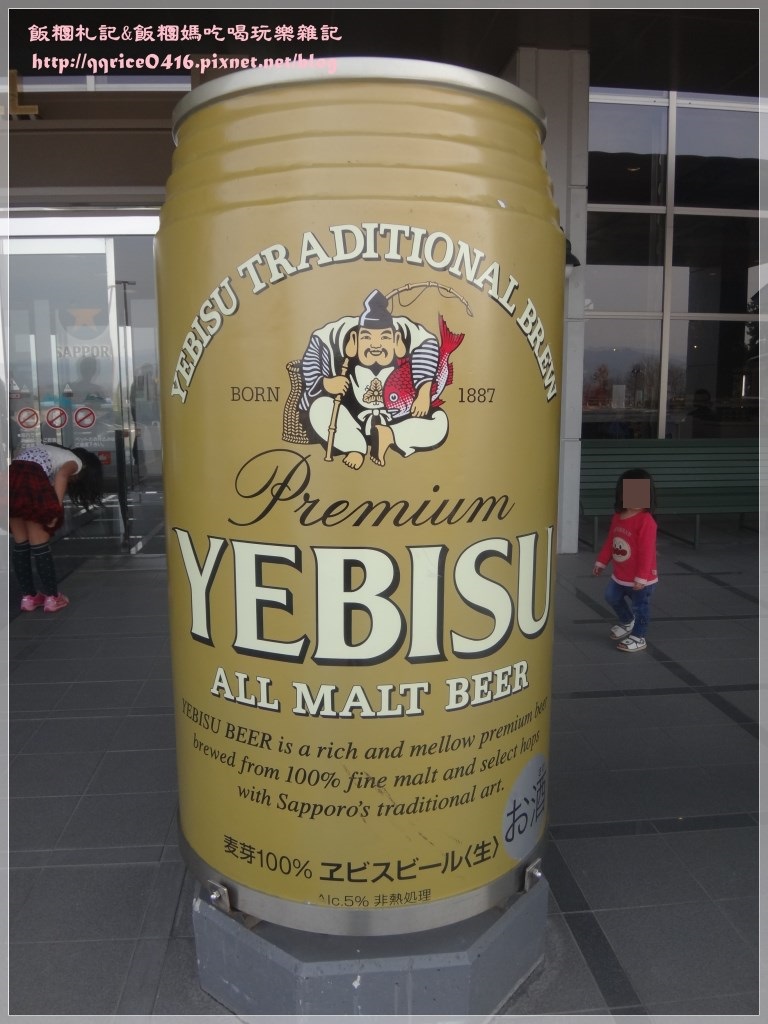 飯糰札記&飯糰媽吃喝玩樂雜記
http://qqrice0416.pixnet.net/blog
YEBISU TRADITIONAL BREW
BORN 1887
Premium
YEBISU
ALL MALT BEER
YEBISU BEER is a rich and mellow premium beer
brewed from 100% fine malt and select hops
with Sapporo's traditional art.
お酒
麦芽100% ヱビスビール〈生〉
Alc.5% 非熱処理
SAPPORO